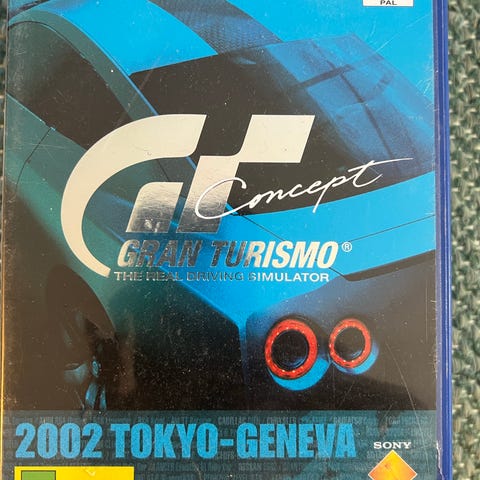 PAL
GT
Concept
GRAN TURISMO®
THE REAL DRIVING SIMULATOR
2002 TOKYO-GENEVA
SONY